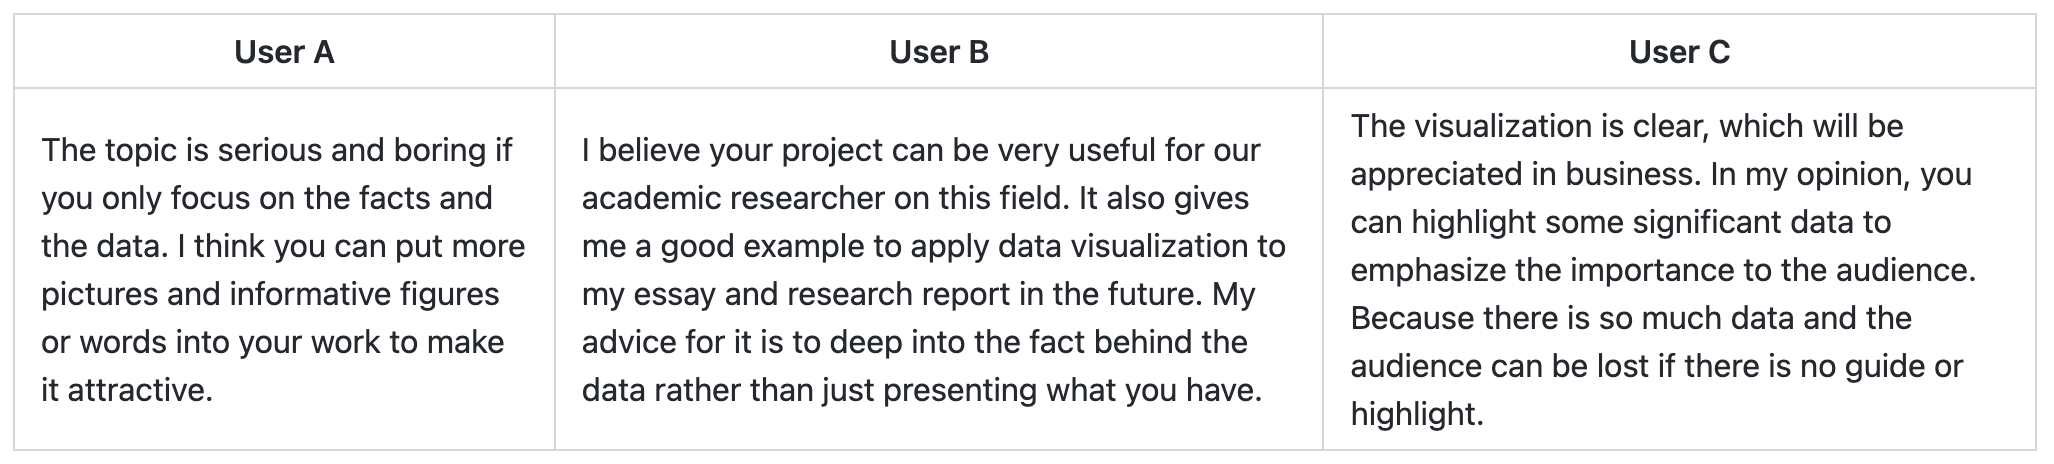 User A
User B
User C
The topic is serious and boring if
you only focus on the facts and
the data. I think you can put more
pictures and informative figures
or words into your work to make
it attractive.
I believe your project can be very useful for our
academic researcher on this field. It also gives
me a good example to apply data visualization to
my essay and research report in the future. My
advice for it is to deep into the fact behind the
data rather than just presenting what you have.
The visualization is clear, which will be
appreciated in business. In my opinion, you
can highlight some significant data to
emphasize the importance to the audience.
Because there is so much data and the
audience can be lost if there is no guide or
highlight.